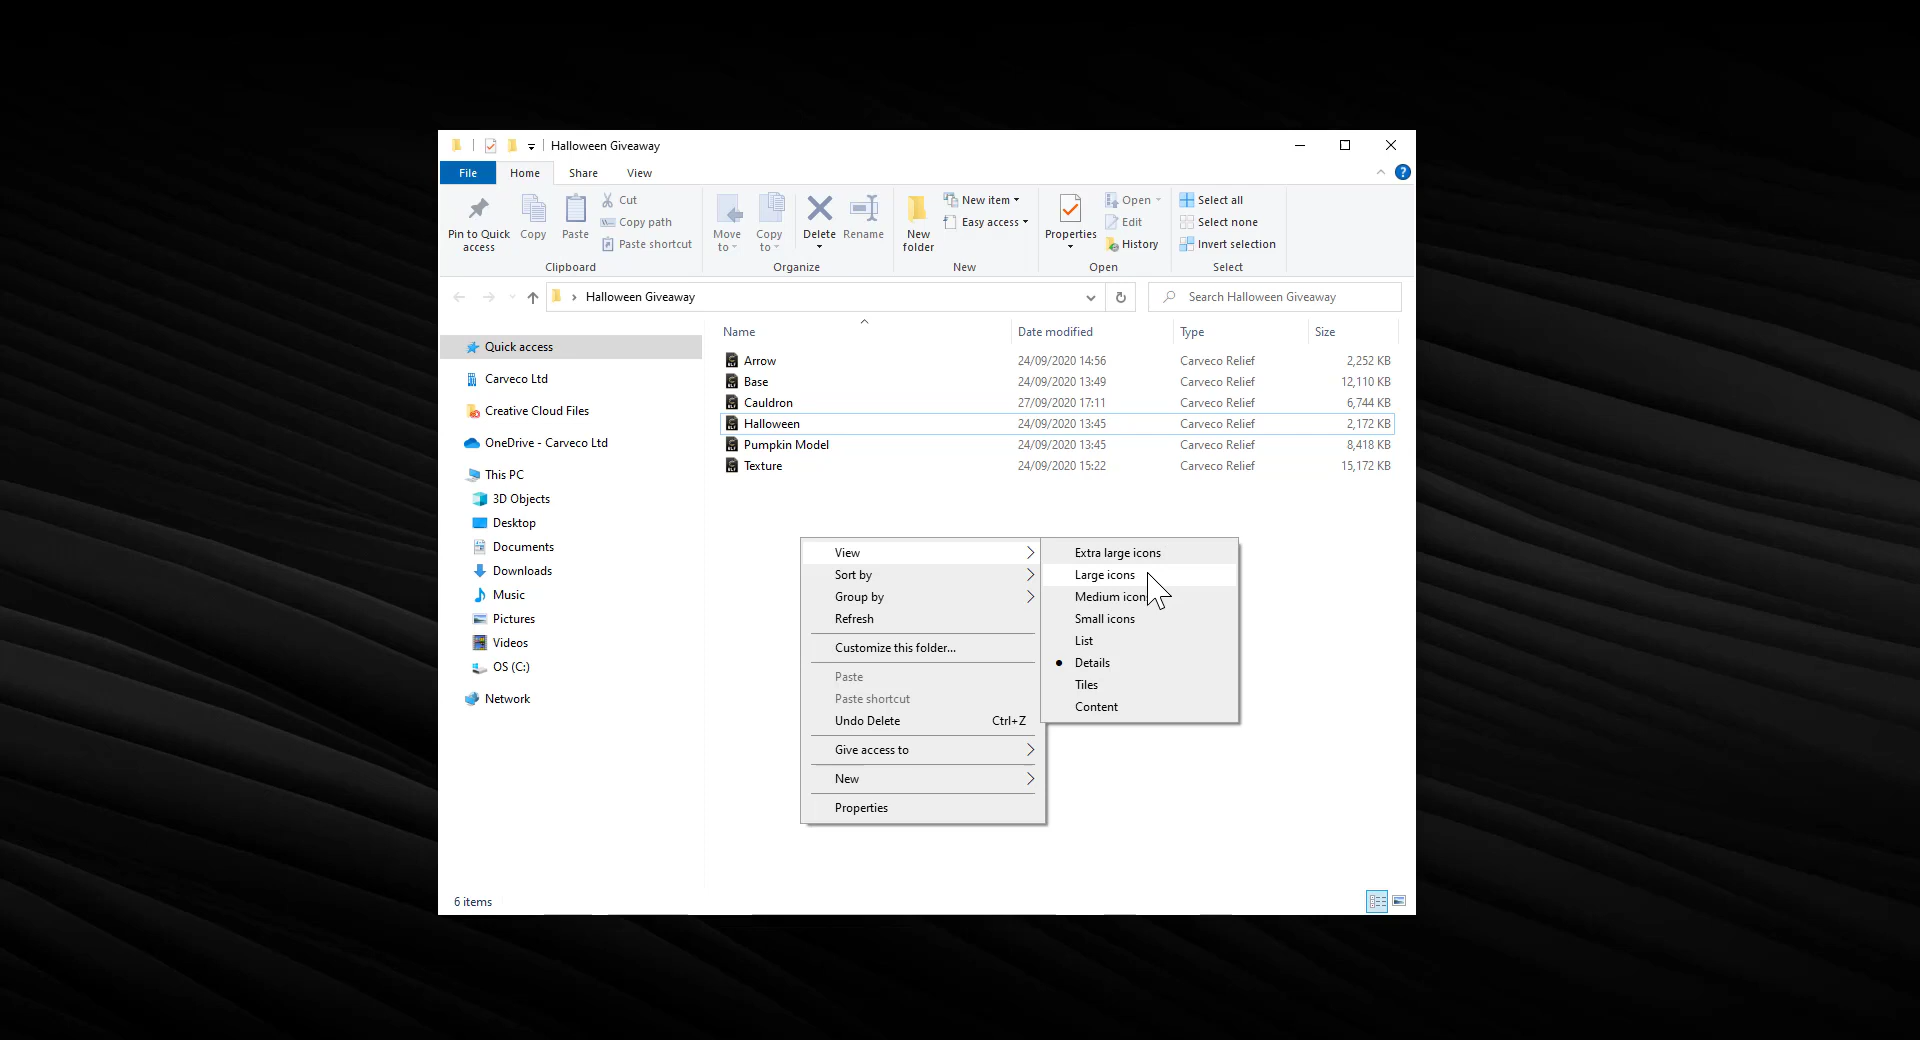 Halloween Giveaway
File Home Share View
Pin to Quick access
Copy
Paste
Cut
Copy path
Paste shortcut
Clipboard
Move to
Copy to
Delete
Rename
Organize
New folder
New item
Easy access
New
Properties
Open
Edit
History
Open
Select all
Select none
Invert selection
Select
Halloween Giveaway
Search Halloween Giveaway
Quick access
Carveco Ltd
Creative Cloud Files
OneDrive - Carveco Ltd
This PC
3D Objects
Desktop
Documents
Downloads
Music
Pictures
Videos
OS (C:)
Network
Name Date modified Type Size
Arrow 24/09/2020 14:56 Carveco Relief 2,252 KB
Base 24/09/2020 13:49 Carveco Relief 12,110 KB
Cauldron 27/09/2020 17:11 Carveco Relief 6,744 KB
Halloween 24/09/2020 13:45 Carveco Relief 2,172 KB
Pumpkin Model 24/09/2020 13:45 Carveco Relief 8,418 KB
Texture 24/09/2020 15:22 Carveco Relief 15,172 KB
View
Sort by
Group by
Refresh
Customize this folder...
Paste
Paste shortcut
Undo Delete Ctrl+Z
Give access to
New
Properties
Extra large icons
Large icons
Medium icons
Small icons
List
Details
Tiles
Content
6 items